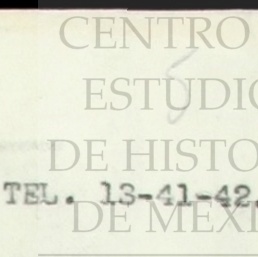 CENTRO
ESTUDIO
DE HISTO
TEL. 13-41-42.
DE MEXI